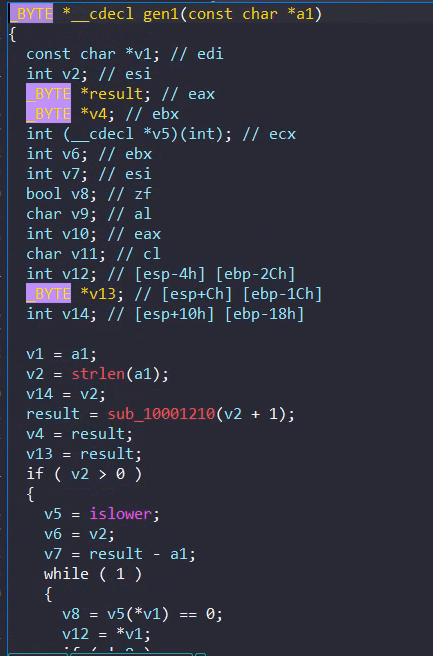 _BYTE *__cdecl gen1(const char *a1)
{
const char *v1; // edi
int v2; // esi
_BYTE *result; // eax
_BYTE *v4; // ebx
int (__cdecl *v5)(int); // ecx
int v6; // ebx
int v7; // esi
bool v8; // zf
char v9; // al
int v10; // eax
char v11; // cl
int v12; // [esp-4h] [ebp-2Ch]
_BYTE *v13; // [esp+Ch] [ebp-1Ch]
int v14; // [esp+10h] [ebp-18h]
v1 = a1;
v2 = strlen(a1);
v14 = v2;
result = sub_10001210(v2 + 1);
v4 = result;
v13 = result;
if ( v2 > 0 )
{
v5 = islower;
v6 = v2;
v7 = result - a1;
while ( 1 )
{
v8 = v5(*v1) == 0;
v12 = *v1;